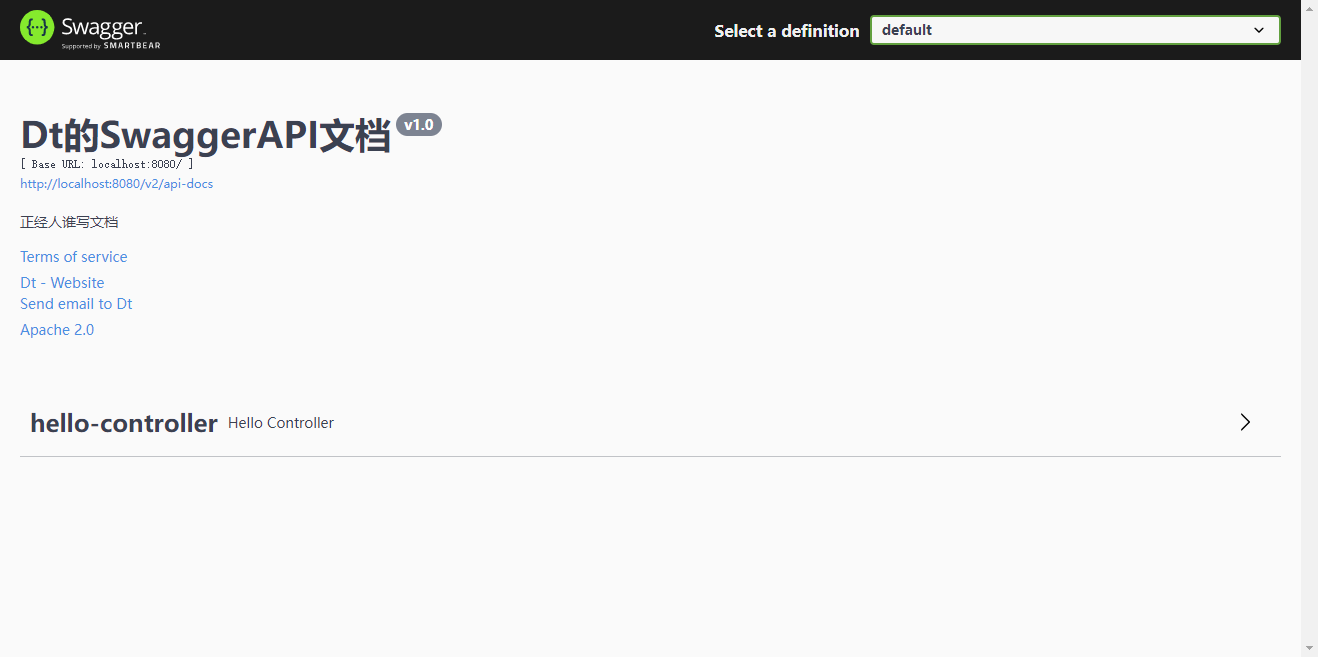 Swagger
Supported by SMARTBEAR
Select a definition
default
Dt的SwaggerAPI文档 v1.0
[ Base URL: localhost:8080/ ]
http://localhost:8080/v2/api-docs
正经人谁写文档
Terms of service
Dt - Website
Send email to Dt
Apache 2.0
hello-controller Hello Controller